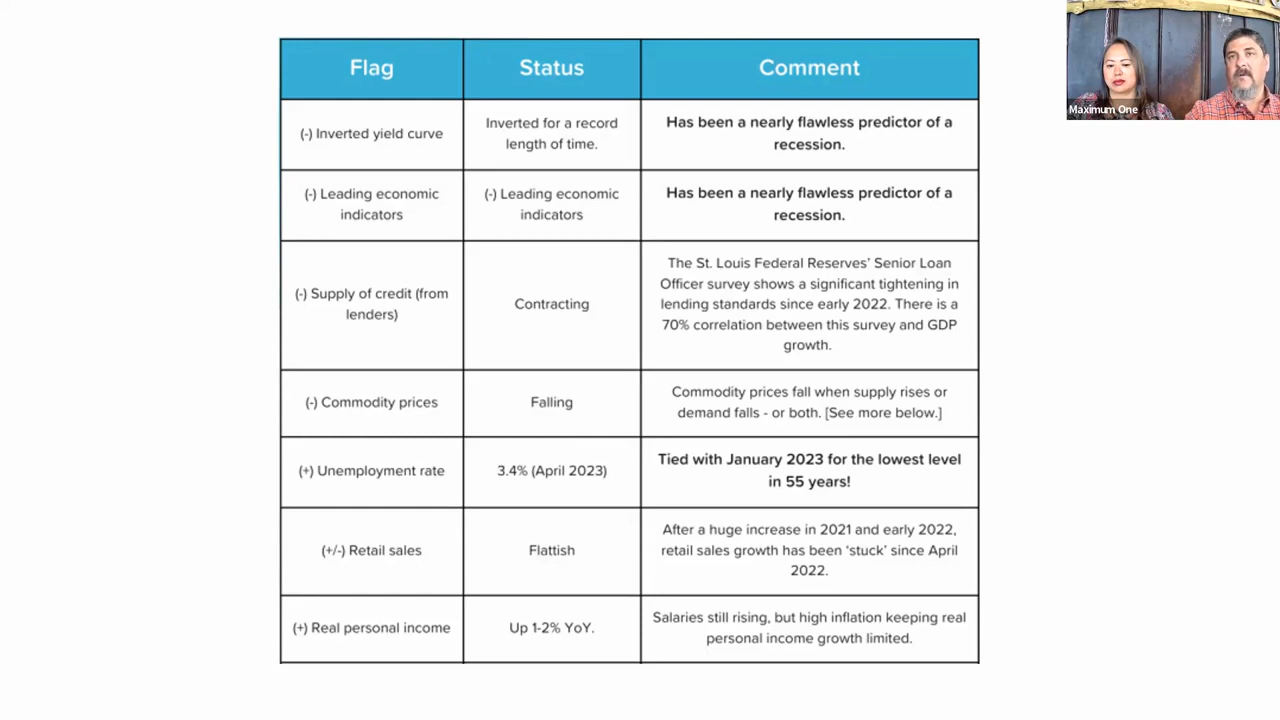 Flag
Status
Comment
(-) Inverted yield curve
Inverted for a record
length of time.
Has been a nearly flawless predictor of a
recession.
(-) Leading economic
indicators
(-) Leading economic
indicators
Has been a nearly flawless predictor of a
recession.
(-) Supply of credit (from
lenders)
Contracting
The St. Louis Federal Reserves’ Senior Loan
Officer survey shows a significant tightening in
lending standards since early 2022. There is a
70% correlation between this survey and GDP
growth.
(-) Commodity prices
Falling
Commodity prices fall when supply rises or
demand falls - or both. [See more below.]
(+) Unemployment rate
3.4% (April 2023)
Tied with January 2023 for the lowest level
in 55 years!
(+/-) Retail sales
Flattish
After a huge increase in 2021 and early 2022,
retail sales growth has been ‘stuck’ since April
2022.
(+) Real personal income
Up 1-2% YoY.
Salaries still rising, but high inflation keeping real
personal income growth limited.
Maximum One